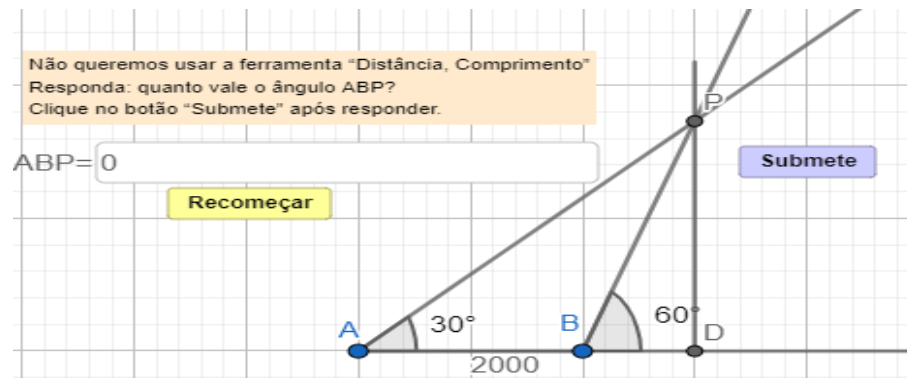 Não queremos usar a ferramenta “Distância, Comprimento”
Responda: quanto vale o ângulo ABP?
Clique no botão “Submete” após responder.
P
ABP= 0
Submete
Recomeçar
A
30°
B
60°
D
2000